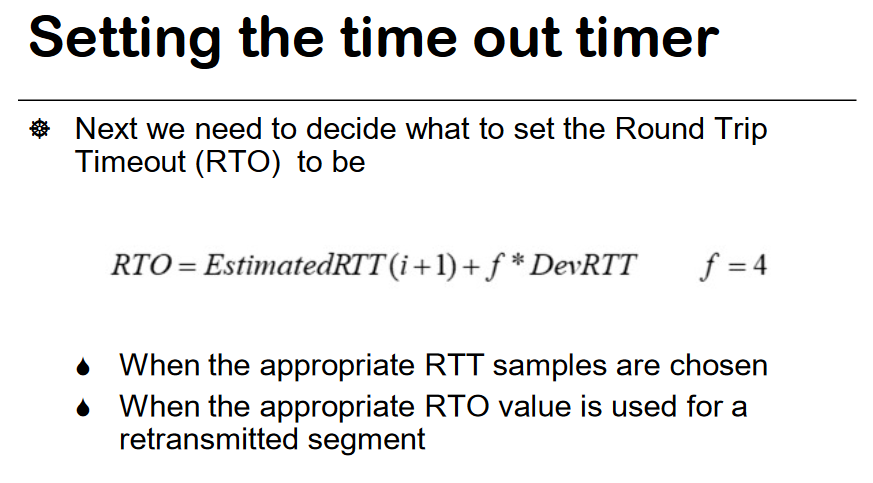 Setting the time out timer
Next we need to decide what to set the Round Trip
Timeout (RTO) to be
RTO = EstimatedRTT(i+1) + f * DevRTT f = 4
When the appropriate RTT samples are chosen
When the appropriate RTO value is used for a
retransmitted segment